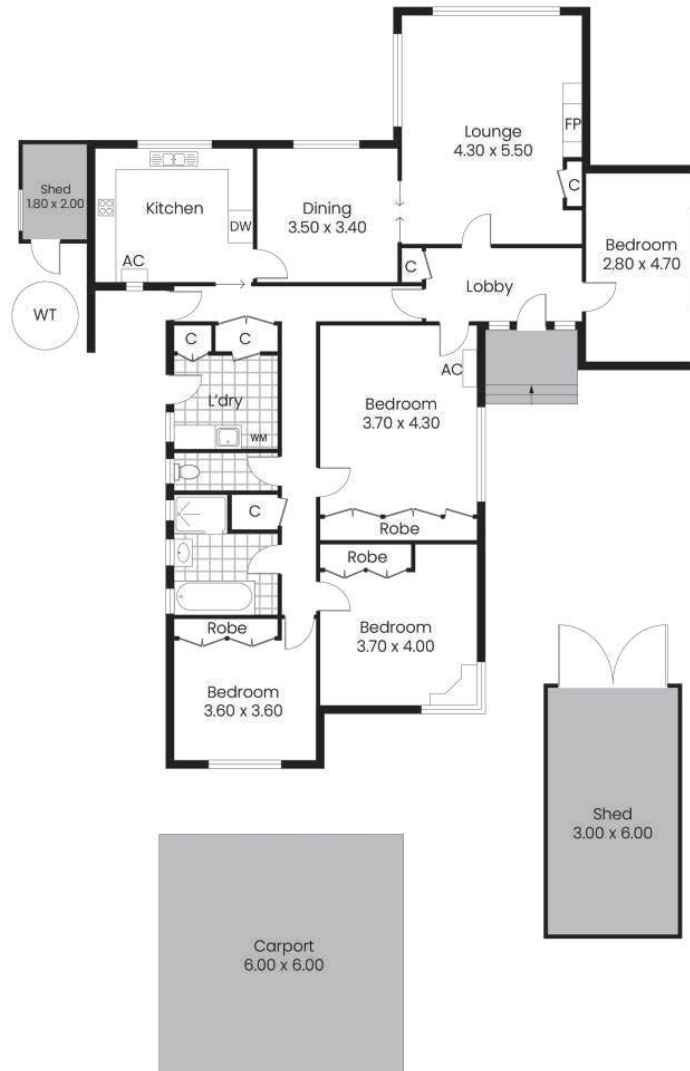 Lounge
4.30 x 5.50
FP
C
Shed
1.80 x 2.00
Kitchen
DW
AC
Dining
3.50 x 3.40
Bedroom
2.80 x 4.70
C
Lobby
WT
C
C
L'dry
WM
AC
Bedroom
3.70 x 4.30
Robe
C
Robe
Bedroom
3.70 x 4.00
Robe
Bedroom
3.60 x 3.60
Shed
3.00 x 6.00
Carport
6.00 x 6.00